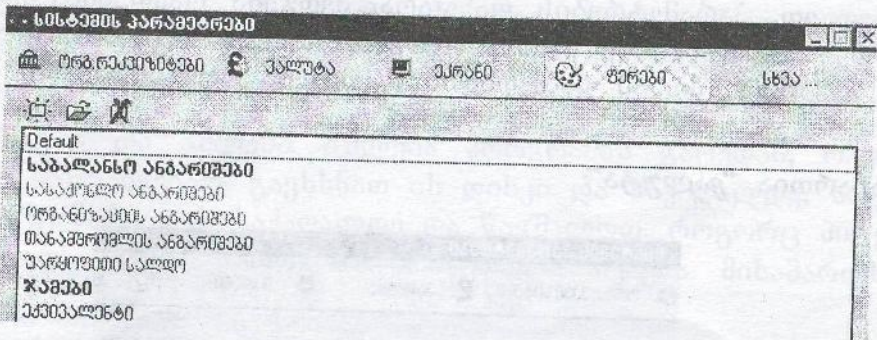 სისტემის პარამეტრები
ორგ.რეკვიზიტები ვალუტა ეკრანი ფერები სხვა ...
Default
საბალანსო ანგარიშები
სასაქონლო ანგარიშები
ორგანიზაციის ანგარიშები
თანამშრომლის ანგარიშები
უარყოფითი სალდო
ჯამები
ეკვივალენტი